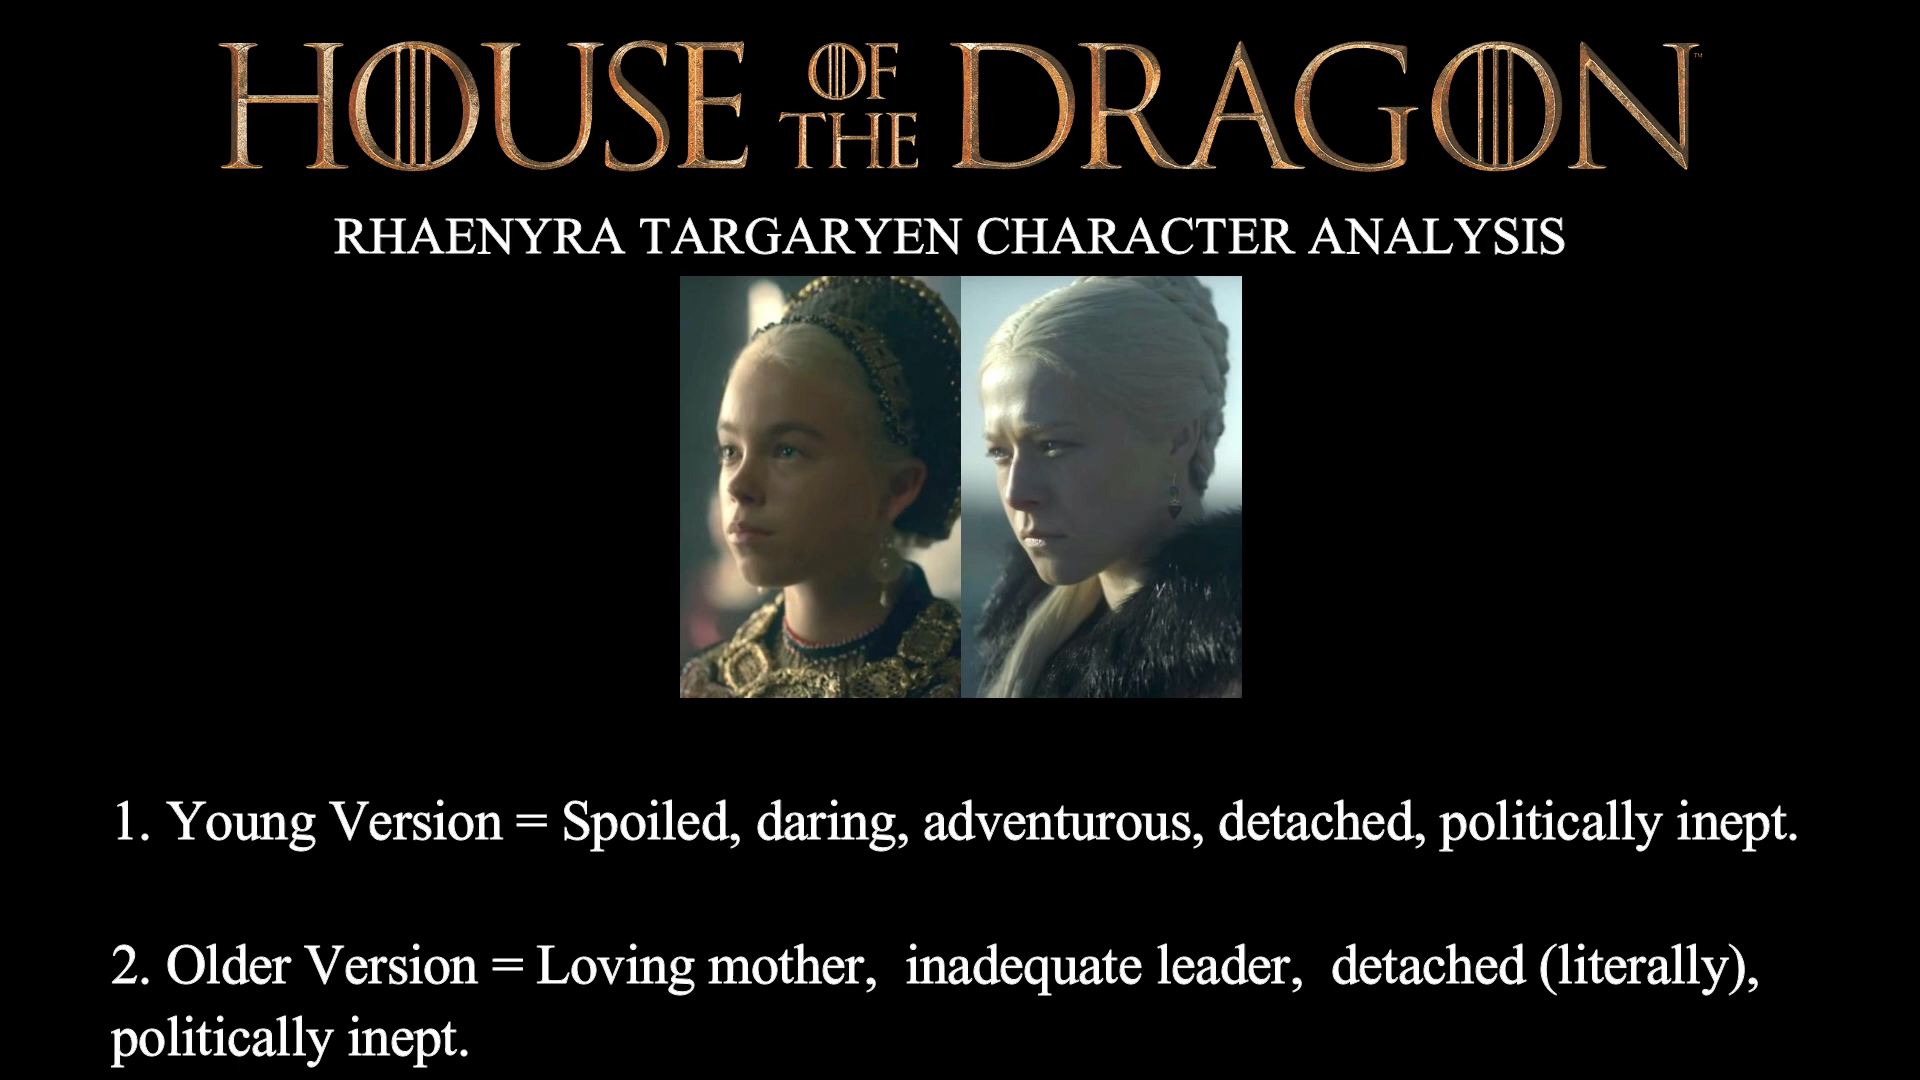 HOUSE OF THE DRAGON™
RHAENYRA TARGARYEN CHARACTER ANALYSIS
1. Young Version = Spoiled, daring, adventurous, detached, politically inept.
2. Older Version = Loving mother,  inadequate leader,  detached (literally),
politically inept.